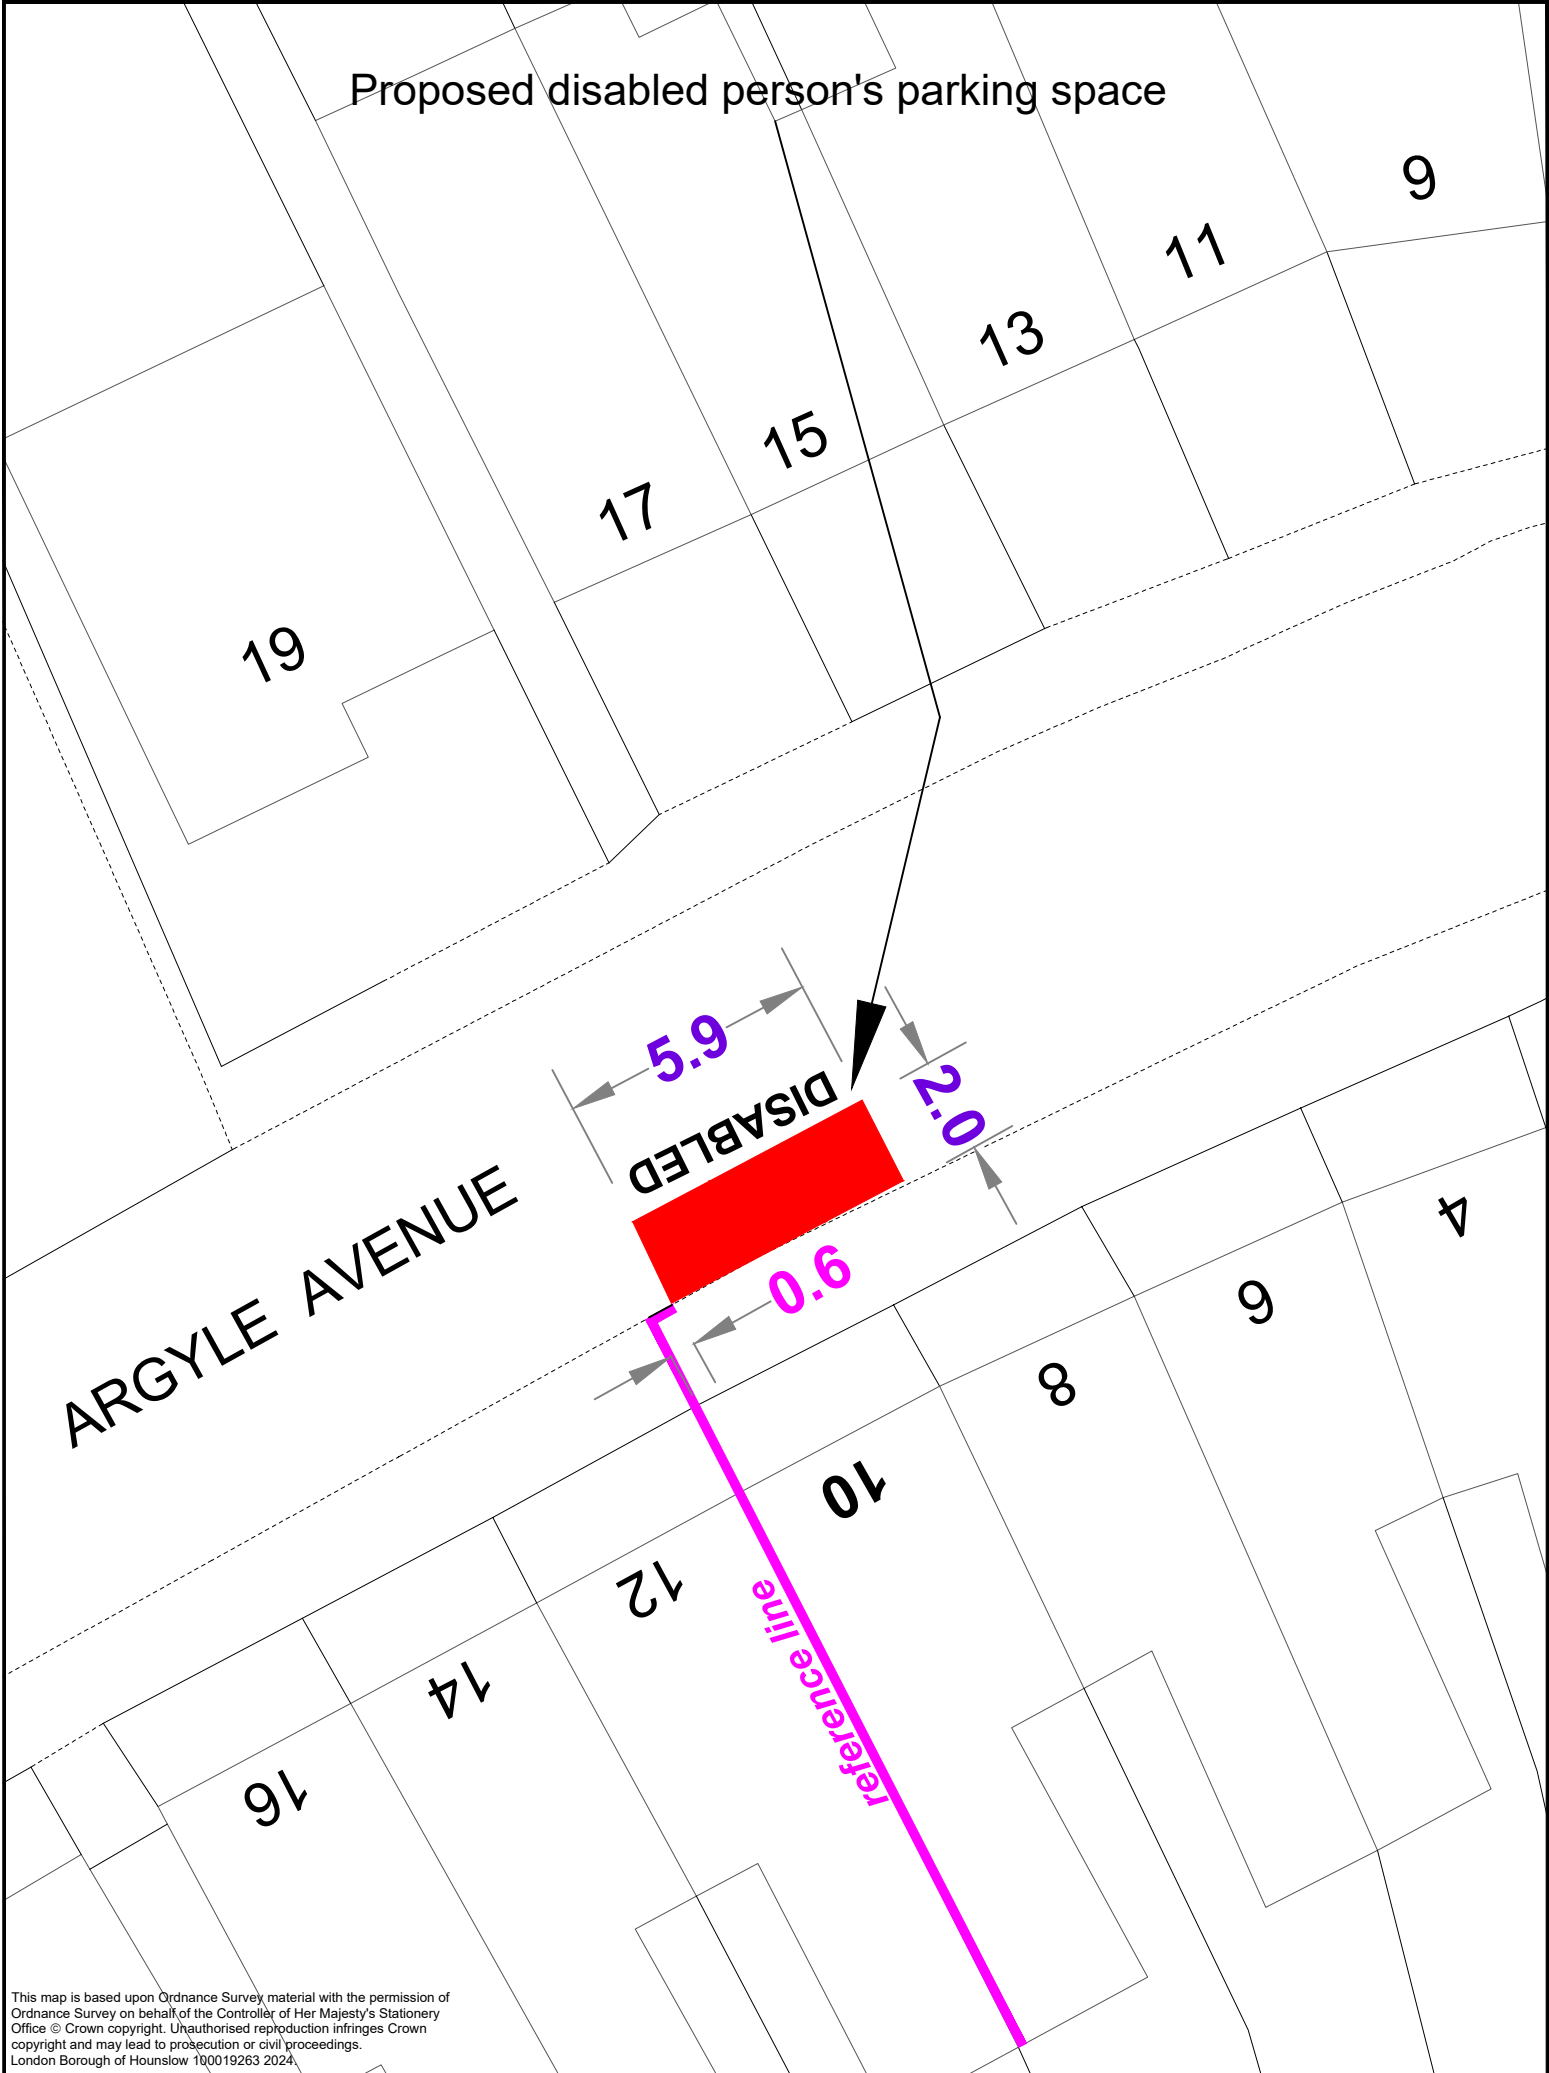 Proposed disabled person's parking space
9
11
13
15
17
19
5.9
2.0
DISABLED
ARGYLE AVENUE
0.6
4
6
8
10
12
14
16
reference line
This map is based upon Ordnance Survey material with the permission of
Ordnance Survey on behalf of the Controller of Her Majesty's Stationery
Office © Crown copyright. Unauthorised reproduction infringes Crown
copyright and may lead to prosecution or civil proceedings.
London Borough of Hounslow 100019263 2024.